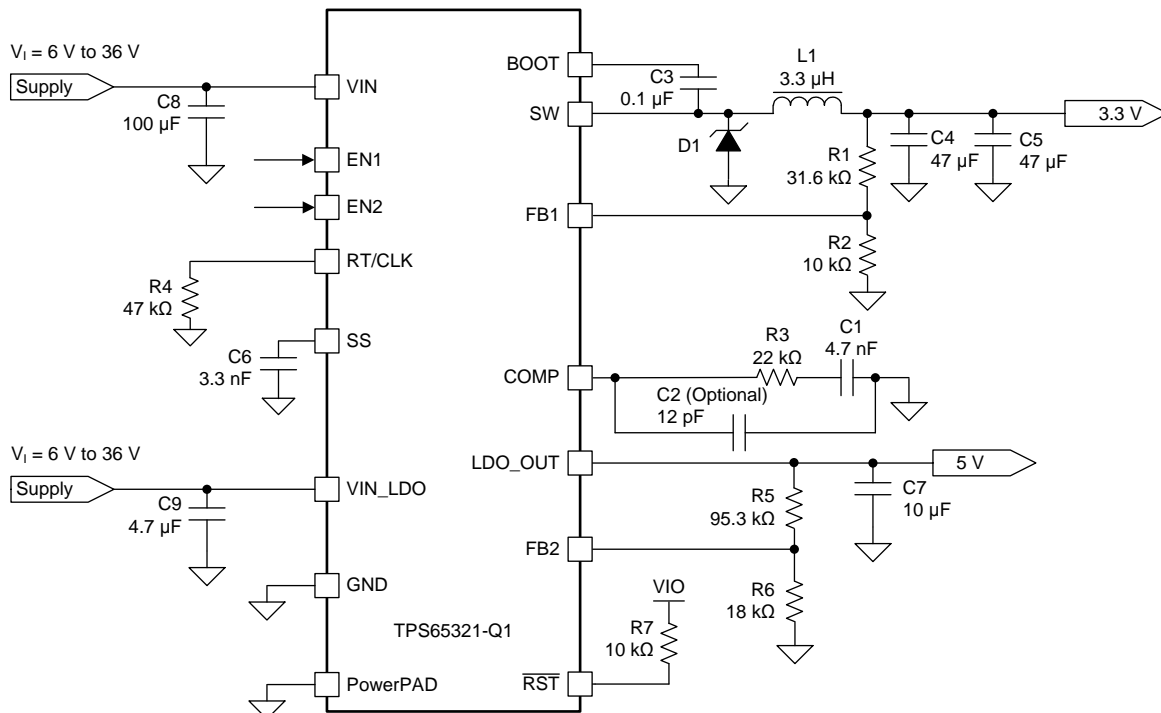 V_I = 6 V to 36 V
Supply
C8
100 µF
VIN
EN1
EN2
RT/CLK
R4
47 kΩ
SS
C6
3.3 nF
V_I = 6 V to 36 V
Supply
C9
4.7 µF
VIN_LDO
GND
TPS65321-Q1
PowerPAD
BOOT
C3
0.1 µF
L1
3.3 µH
SW
D1
3.3 V
C4
47 µF
C5
47 µF
R1
31.6 kΩ
FB1
R2
10 kΩ
COMP
R3
22 kΩ
C1
4.7 nF
C2 (Optional)
12 pF
LDO_OUT
5 V
R5
95.3 kΩ
C7
10 µF
FB2
R6
18 kΩ
VIO
R7
10 kΩ
RST